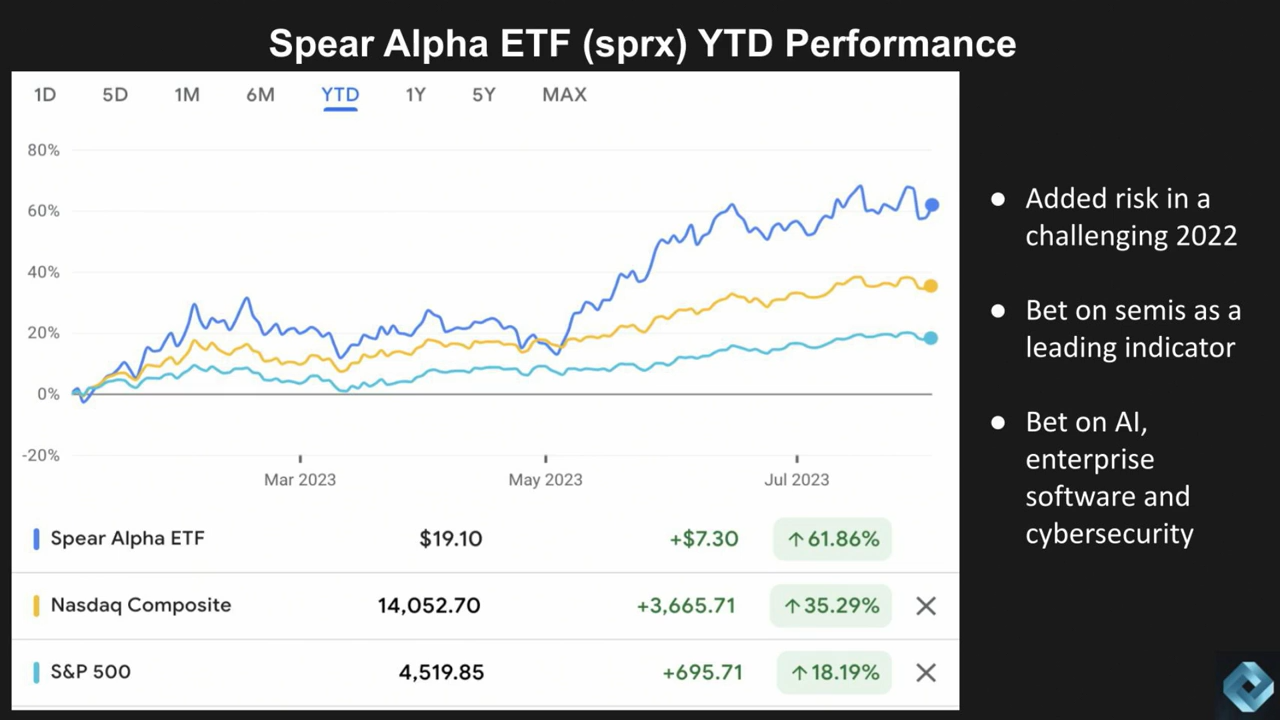 Spear Alpha ETF (sprx) YTD Performance
1D 5D 1M 6M YTD 1Y 5Y MAX
80%
60%
40%
20%
0%
-20%
Mar 2023 May 2023 Jul 2023
Spear Alpha ETF $19.10 +$7.30 ↑61.86%
Nasdaq Composite 14,052.70 +3,665.71 ↑35.29%
S&P 500 4,519.85 +695.71 ↑18.19%
● Added risk in a
challenging 2022
● Bet on semis as a
leading indicator
● Bet on AI,
enterprise
software and
cybersecurity